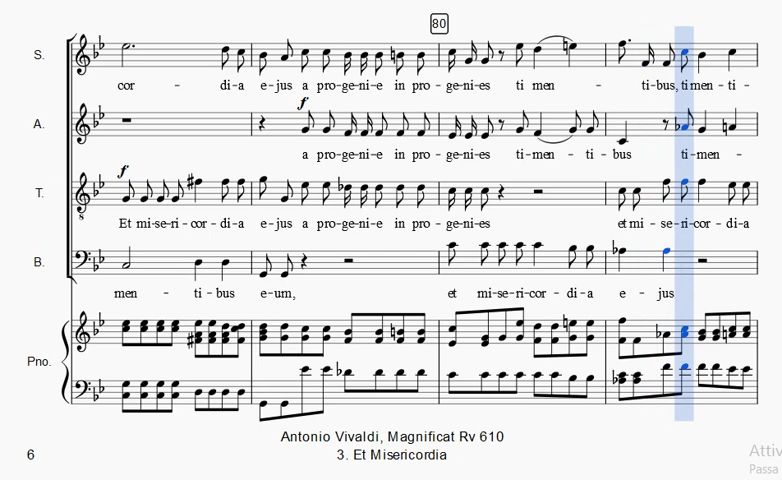 80
S.
cor - di-a e-jus a pro-ge-ni-e in pro-ge-ni-es ti men - ti-bus, ti-men-ti-
f
A.
a pro-ge-ni-e in pro-ge-ni-es ti-men-ti-bus ti-men-
f
T.
8
Et mi-se-ri-cor-di-a e-jus a pro-ge-ni-e in pro-ge-ni-es et mi-se-ri-cor-di-a
B.
men - ti-bus e-um, et mi-se-ri-cor-di-a e-jus
Pno.
Antonio Vivaldi, Magnificat Rv 610
6
3. Et Misericordia
Attiv
Passa